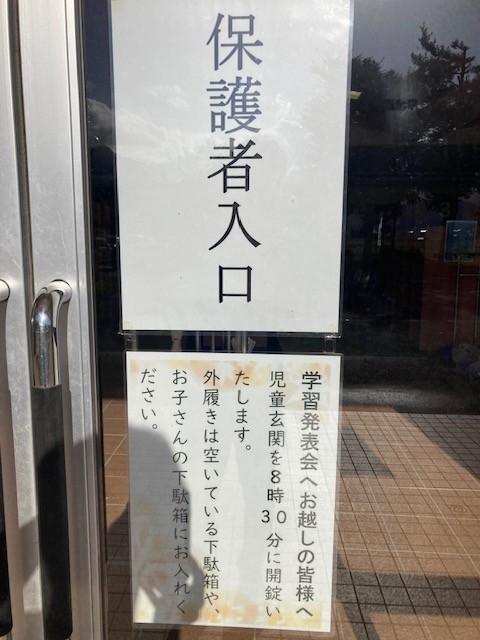 保護者入口
学習発表会へお越しの皆様へ
児童玄関を8時30分に開錠い
たします。
外履きは空いている下駄箱や、
お子さんの下駄箱にお入れく
ださい。